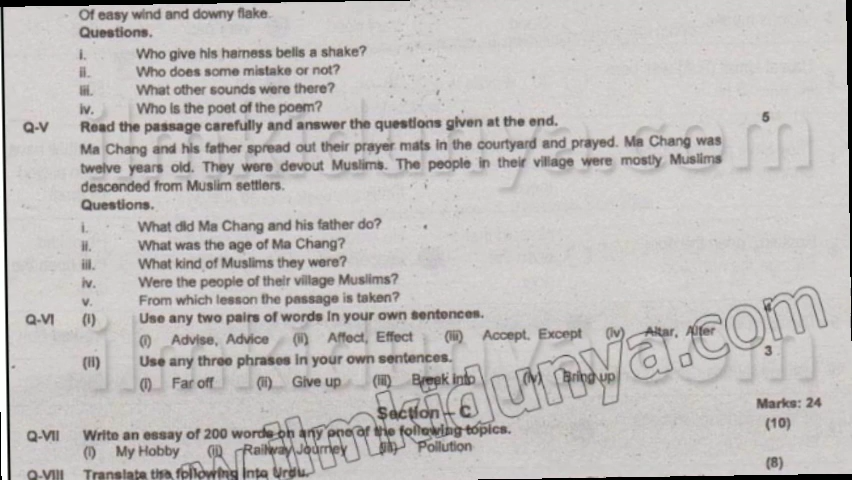 Of easy wind and downy flake
Questions.
i. Who give his harness bells a shake?
ii. Who does some mistake or not?
iii. What other sounds were there?
iv. Who is the poet of the poem?
Q-V Read the passage carefully and answer the questions given at the end. 5
Ma Chang and his father spread out their prayer mats in the courtyard and prayed. Ma Chang was
twelve years old. They were devout Muslims. The people in their village were mostly Muslims
descended from Muslim settlers.
Questions.
i. What did Ma Chang and his father do?
ii. What was the age of Ma Chang?
iii. What kind of Muslims they were?
iv. Were the people of their village Muslims?
v. From which lesson the passage is taken?
Q-VI (i) Use any two pairs of words in your own sentences.
(i) Advise, Advice (ii) Affect, Effect (iii) Accept, Except (iv) Altar, Alter
(ii) Use any three phrases in your own sentences. 3
(i) Far off (ii) Give up (iii) Break into (iv) Bring up
Section – C Marks: 24
Q-VII Write an essay of 200 words on any one of the following topics. (10)
(i) My Hobby (ii) Railway Journey (iii) Pollution
Q-VIII Translate the following into Urdu. (8)
ilmkidunya.com
ilmkidunya.com
w.ilmkidunya.com